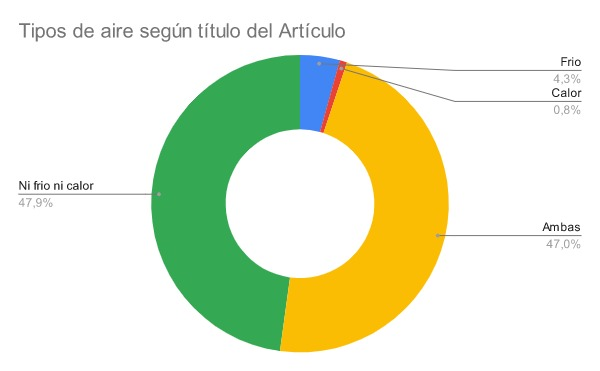 Tipos de aire según título del Artículo
Frio
4,3%
Calor
0,8%
Ni frio ni calor
47,9%
Ambas
47,0%